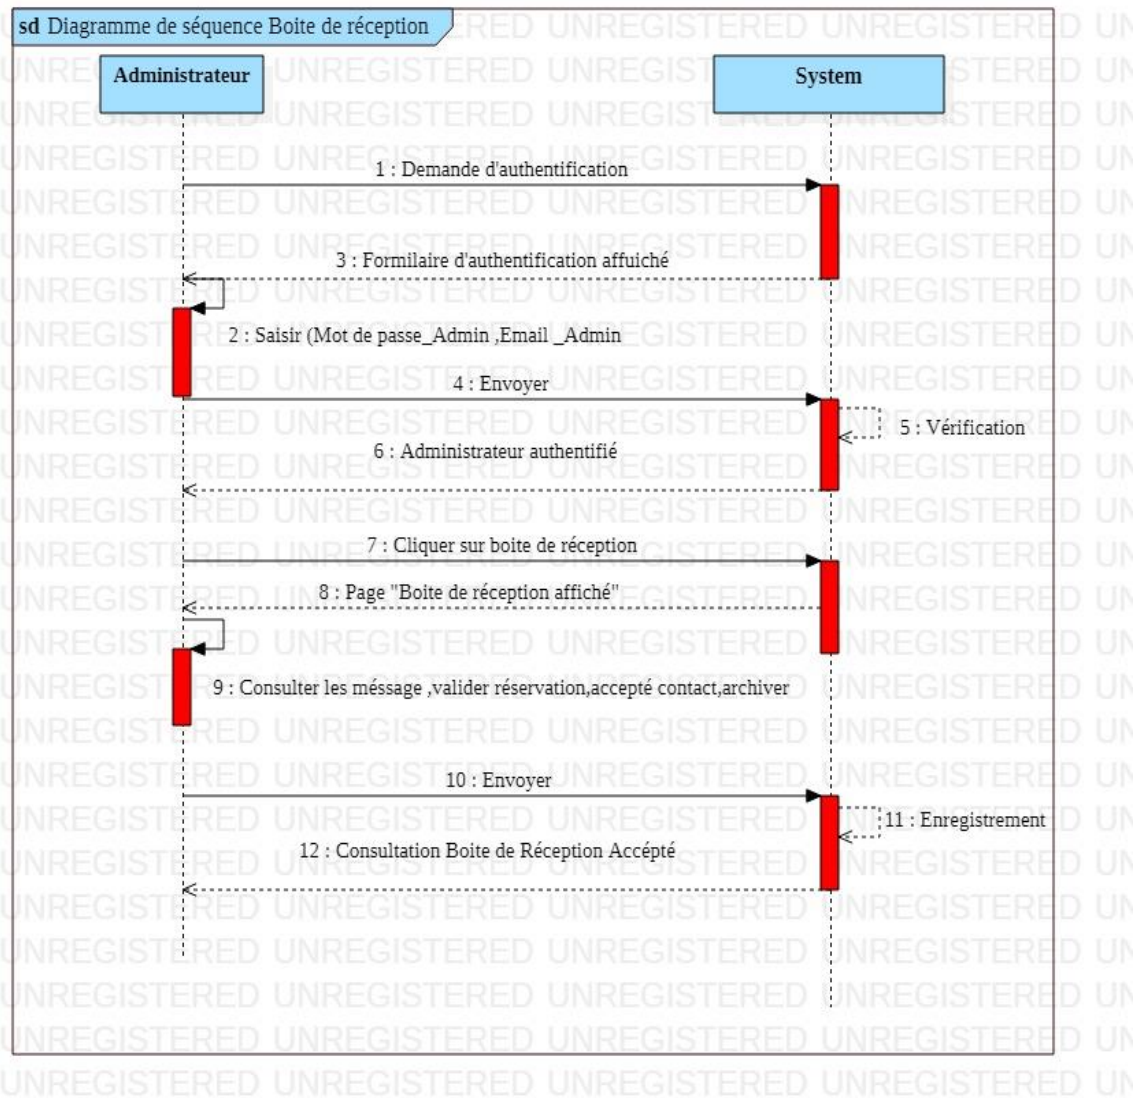 sd Diagramme de séquence Boite de réception
Administrateur
System
1 : Demande d'authentification
3 : Formilaire d'authentification affuiché
2 : Saisir (Mot de passe_Admin ,Email _Admin
4 : Envoyer
5 : Vérification
6 : Administrateur authentifié
7 : Cliquer sur boite de réception
8 : Page "Boite de réception affiché"
9 : Consulter les méssage ,valider réservation,accepté contact,archiver
10 : Envoyer
11 : Enregistrement
12 : Consultation Boite de Réception Accépté
UNREGISTERED